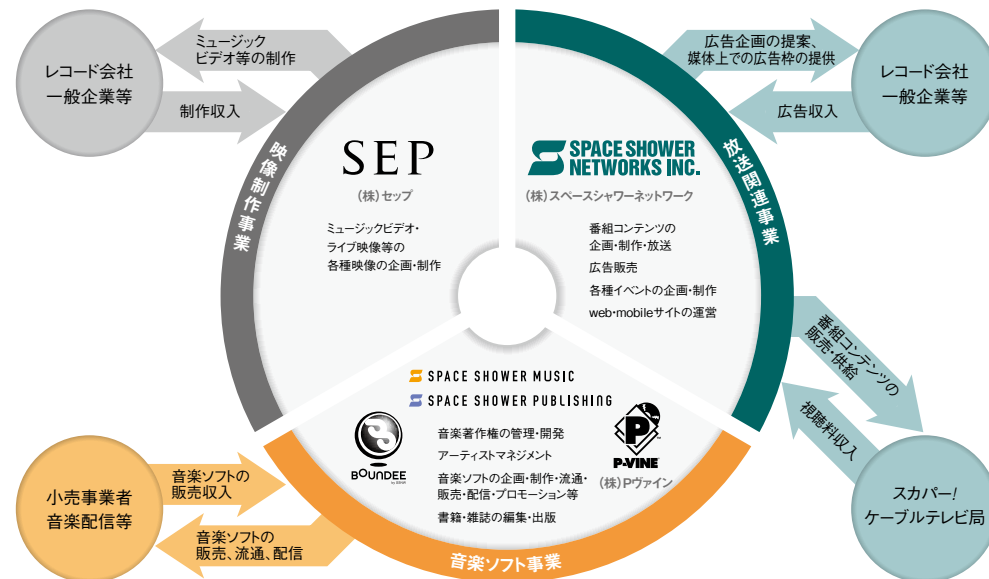 レコード会社
一般企業等
ミュージック
ビデオ等の制作
制作収入
映像制作事業
SEP
(株)セップ
ミュージックビデオ・
ライブ映像等の
各種映像の企画・制作
広告企画の提案、
媒体上での広告枠の提供
広告収入
レコード会社
一般企業等
放送関連事業
SPACE SHOWER
NETWORKS INC.
(株)スペースシャワーネットワーク
番組コンテンツの
企画・制作・放送
広告販売
各種イベントの企画・制作
web・mobileサイトの運営
番組コンテンツの
販売・供給
視聴料収入
スカパー!
ケーブルテレビ局
SPACE SHOWER MUSIC
SPACE SHOWER PUBLISHING
BOUNDEE
音楽著作権の管理・開発
アーティストマネジメント
音楽ソフトの企画・制作・流通・
販売・配信・プロモーション等
書籍・雑誌の編集・出版
P
P-VINE
(株)Pヴァイン
音楽ソフト事業
小売事業者
音楽配信等
音楽ソフトの
販売収入
音楽ソフトの
販売、流通、配信